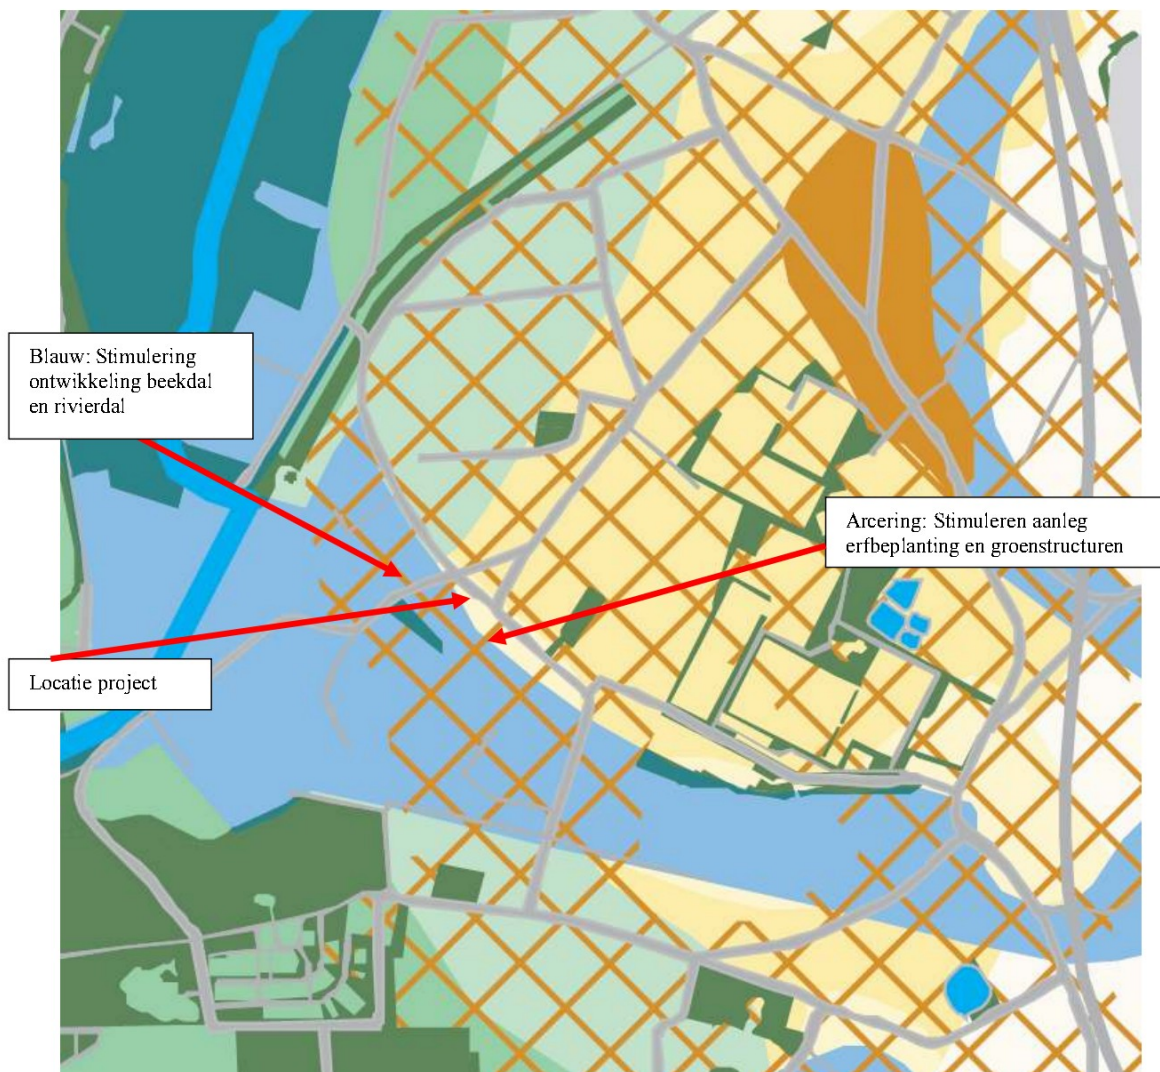 Blauw: Stimulering
ontwikkeling beekdal
en rivierdal
Arcering: Stimuleren aanleg
erfbeplanting en groenstructuren
Locatie project